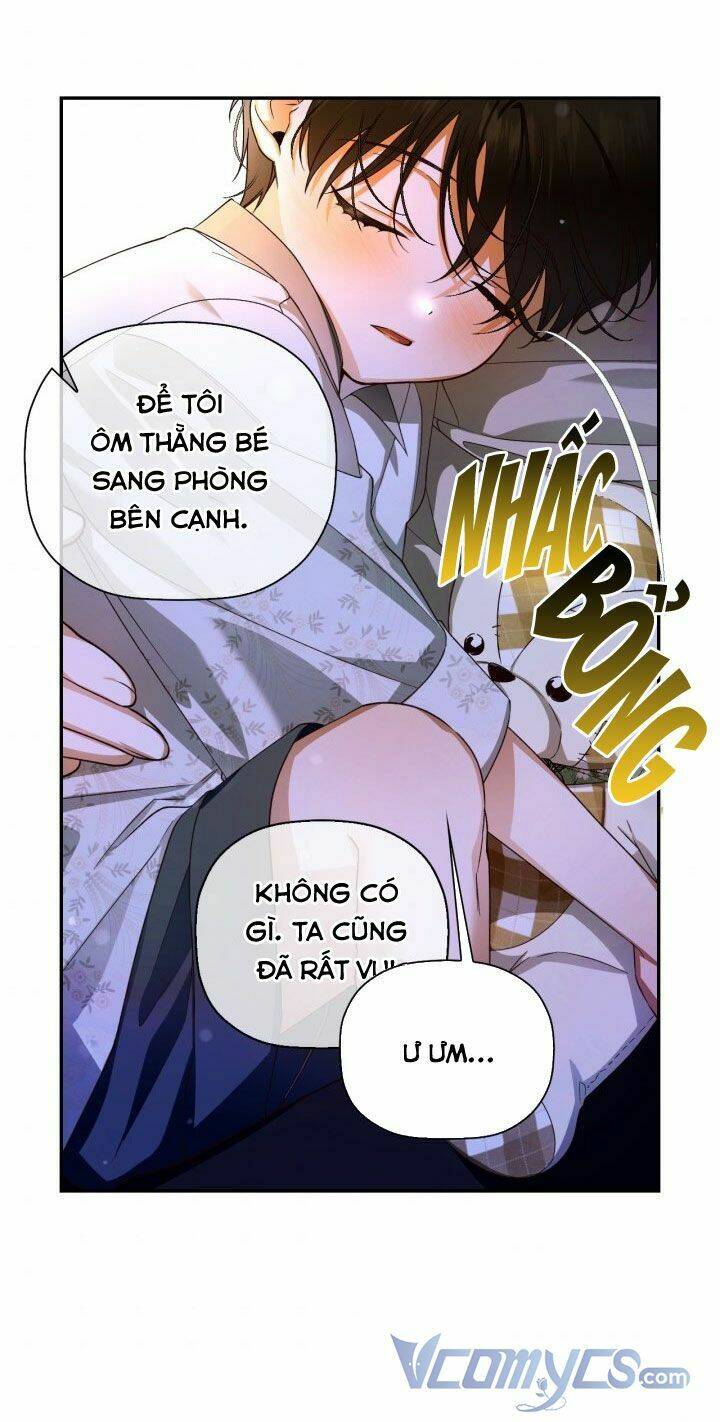 ĐỂ TÔI
ÔM THẰNG BÉ
SANG PHÒNG
BÊN CẠNH.
NHẤC
BỔNG
KHÔNG CÓ
GÌ. TA CŨNG
ĐÃ RẤT VUI
Ư ƯM...
VCOMYCS.com